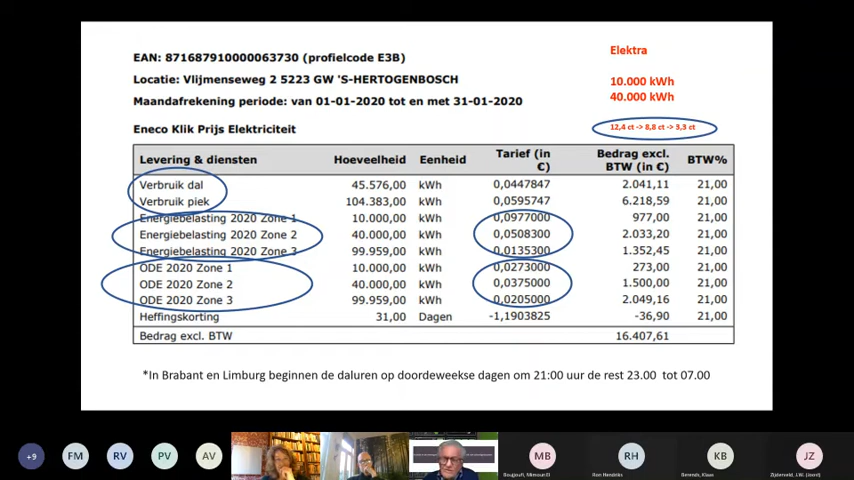 EAN: 871687910000063730 (profielcode E3B)
Locatie: Vlijmenseweg 2 5223 GW 'S-HERTOGENBOSCH
Maandafrekening periode: van 01-01-2020 tot en met 31-01-2020
Elektra
10.000 kWh
40.000 kWh
Eneco Klik Prijs Elektriciteit
12,4 ct -> 8,8 ct -> 3,3 ct
Levering & diensten Hoeveelheid Eenheid Tarief (in €) Bedrag excl. BTW (in €) BTW%
Verbruik dal 45.576,00 kWh 0,0447847 2.041,11 21,00
Verbruik piek 104.383,00 kWh 0,0595747 6.218,59 21,00
Energiebelasting 2020 Zone 1 10.000,00 kWh 0,0977000 977,00 21,00
Energiebelasting 2020 Zone 2 40.000,00 kWh 0,0508300 2.033,20 21,00
Energiebelasting 2020 Zone 3 99.959,00 kWh 0,0135300 1.352,45 21,00
ODE 2020 Zone 1 10.000,00 kWh 0,0273000 273,00 21,00
ODE 2020 Zone 2 40.000,00 kWh 0,0375000 1.500,00 21,00
ODE 2020 Zone 3 99.959,00 kWh 0,0205000 2.049,16 21,00
Heffingskorting 31,00 Dagen -1,1903825 -36,90 21,00
Bedrag excl. BTW 16.407,61
*In Brabant en Limburg beginnen de daluren op doordeweekse dagen om 21:00 uur de rest 23.00 tot 07.00
+9 FM RV PV AV MB RH KB JZ
Ron Hendriks Berends, Klaas Zijdenveld, J.W. (Joord)